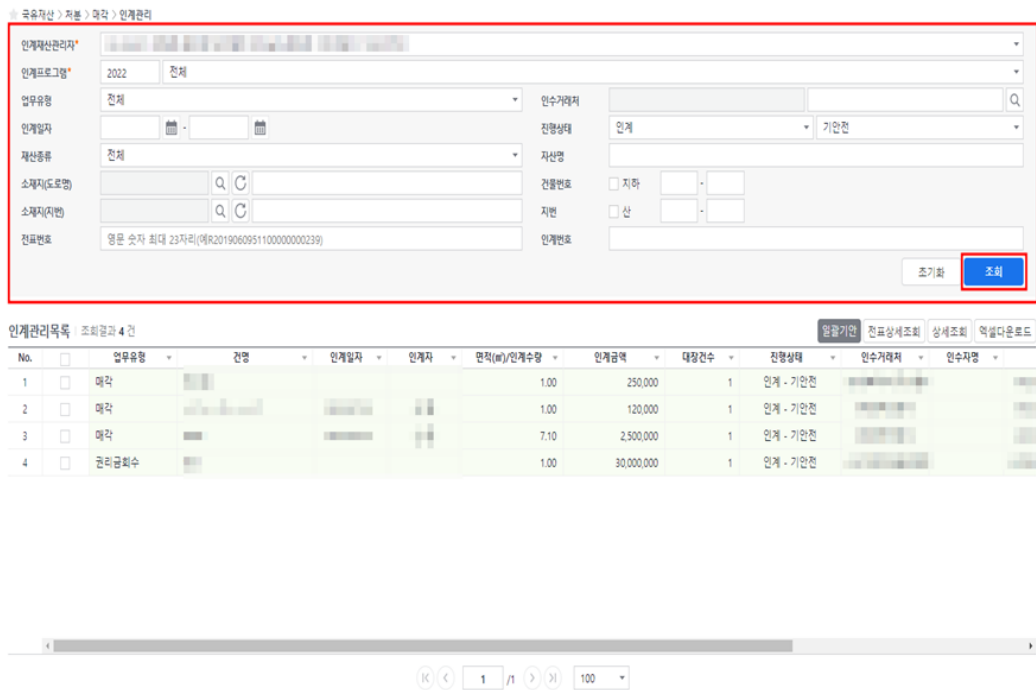 국유재산 > 처분 > 매각 > 인계관리
인계재산관리자*
인계프로그램* 2022 전체
업무유형 전체 인수거래처
인계일자 - 진행상태 인계 기안전
재산종류 전체 자산명
소재지(도로명) 건물번호 지하 -
소재지(지번) 지번 산 -
전표번호 영문 숫자 최대 23자리(예R2019060951100000000239) 인계번호
초기화 조회
인계관리목록 조회결과 4 건 일괄기안 전표상세조회 상세조회 엑셀다운로드
No. 업무유형 건명 인계일자 인계자 면적(㎡)/인계수량 인계금액 대장건수 진행상태 인수거래처 인수자명
1 매각 1.00 250,000 1 인계 - 기안전
2 매각 1.00 120,000 1 인계 - 기안전
3 매각 7.10 2,500,000 1 인계 - 기안전
4 권리금회수 1.00 30,000,000 1 인계 - 기안전
1 /1 100